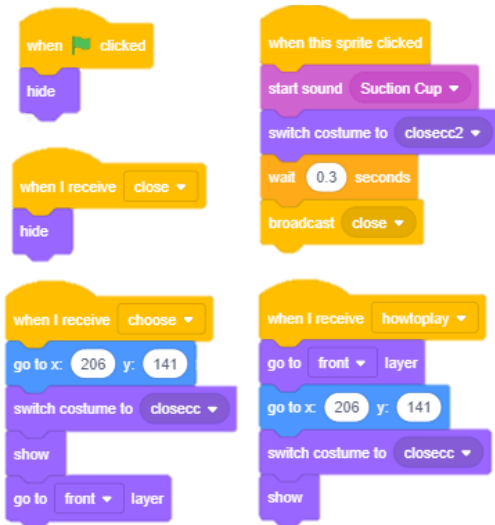 when clicked
hide
when I receive close
hide
when I receive choose
go to x: 206 y: 141
switch costume to closecc
show
go to front layer
when this sprite clicked
start sound Suction Cup
switch costume to closecc2
wait 0.3 seconds
broadcast close
when I receive howtoplay
go to front layer
go to x: 206 y: 141
switch costume to closecc
show